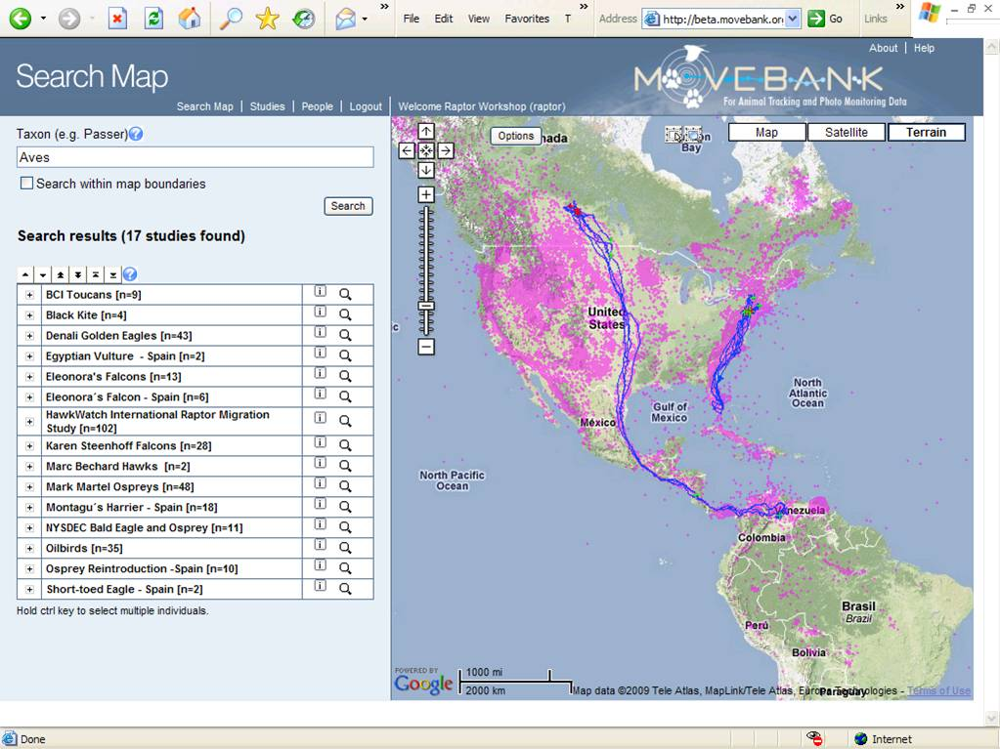 File Edit View Favorites T » Address http://beta.movebank.or Go Links »
About | Help
Search Map
MOVEBANK
For Animal Tracking and Photo Monitoring Data
Search Map | Studies | People | Logout | Welcome Raptor Workshop (raptor)
Taxon (e.g. Passer)
Aves
Search within map boundaries
Search
Search results (17 studies found)
BCI Toucans [n=9]
Black Kite [n=4]
Denali Golden Eagles [n=43]
Egyptian Vulture - Spain [n=2]
Eleonora's Falcons [n=13]
Eleonora´s Falcon - Spain [n=6]
HawkWatch International Raptor Migration
Study [n=102]
Karen Steenhoff Falcons [n=28]
Marc Bechard Hawks [n=2]
Mark Martel Ospreys [n=48]
Montagu´s Harrier - Spain [n=18]
NYSDEC Bald Eagle and Osprey [n=11]
Oilbirds [n=35]
Osprey Reintroduction -Spain [n=10]
Short-toed Eagle - Spain [n=2]
Hold ctrl key to select multiple individuals.
Options
Map Satellite Terrain
nada
Bay
United
States
North
Atlantic
Ocean
Gulf of
Mexico
México
North Pacific
Ocean
Venezuela
Colombia
Brasil
Brazil
Perú
Bolivia
Paraguay
POWERED BY
Google
1000 mi
2000 km
Map data ©2009 Tele Atlas, MapLink/Tele Atlas, Europa Technologies - Terms of Use
Done
Internet